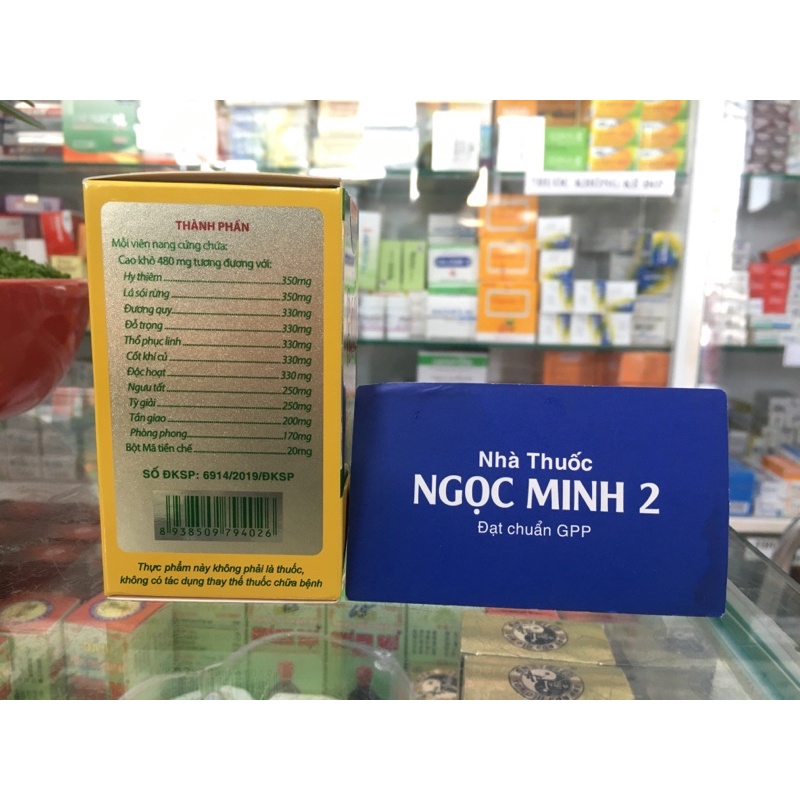 THÀNH PHẦN
Mỗi viên nang cứng chứa:
Cao khô 480 mg tương đương với:
Hy thiêm 350mg
Lá sói rừng 350mg
Đương quy 330mg
Đỗ trọng 330mg
Thổ phục linh 330mg
Cốt khí củ 330mg
Độc hoạt 330 mg
Ngưu tất 250mg
Tỳ giải 250mg
Tần giao 200mg
Phòng phong 170mg
Bột Mã tiền chế 20mg
SỐ ĐKSP: 6914/2019/ĐKSP
8 938509 794026
Thực phẩm này không phải là thuốc,
không có tác dụng thay thế thuốc chữa bệnh
Nhà Thuốc
NGỌC MINH 2
Đạt chuẩn GPP